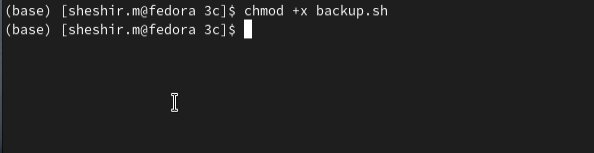 (base) [sheshir.m@fedora 3c]$ chmod +x backup.sh
(base) [sheshir.m@fedora 3c]$